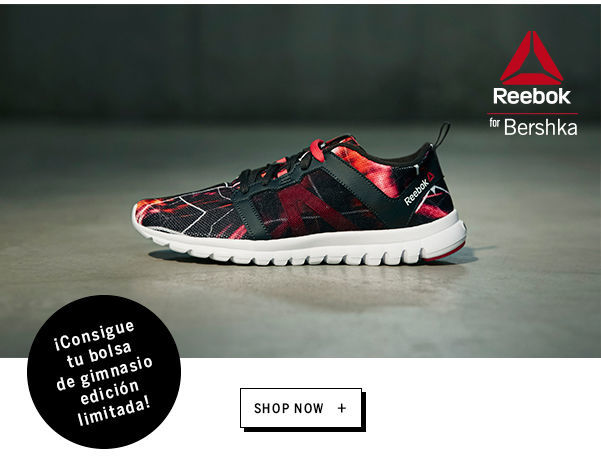 Reebok
for Bershka
Reebok
¡Consigue
tu bolsa
de gimnasio
edición
limitada!
SHOP NOW +